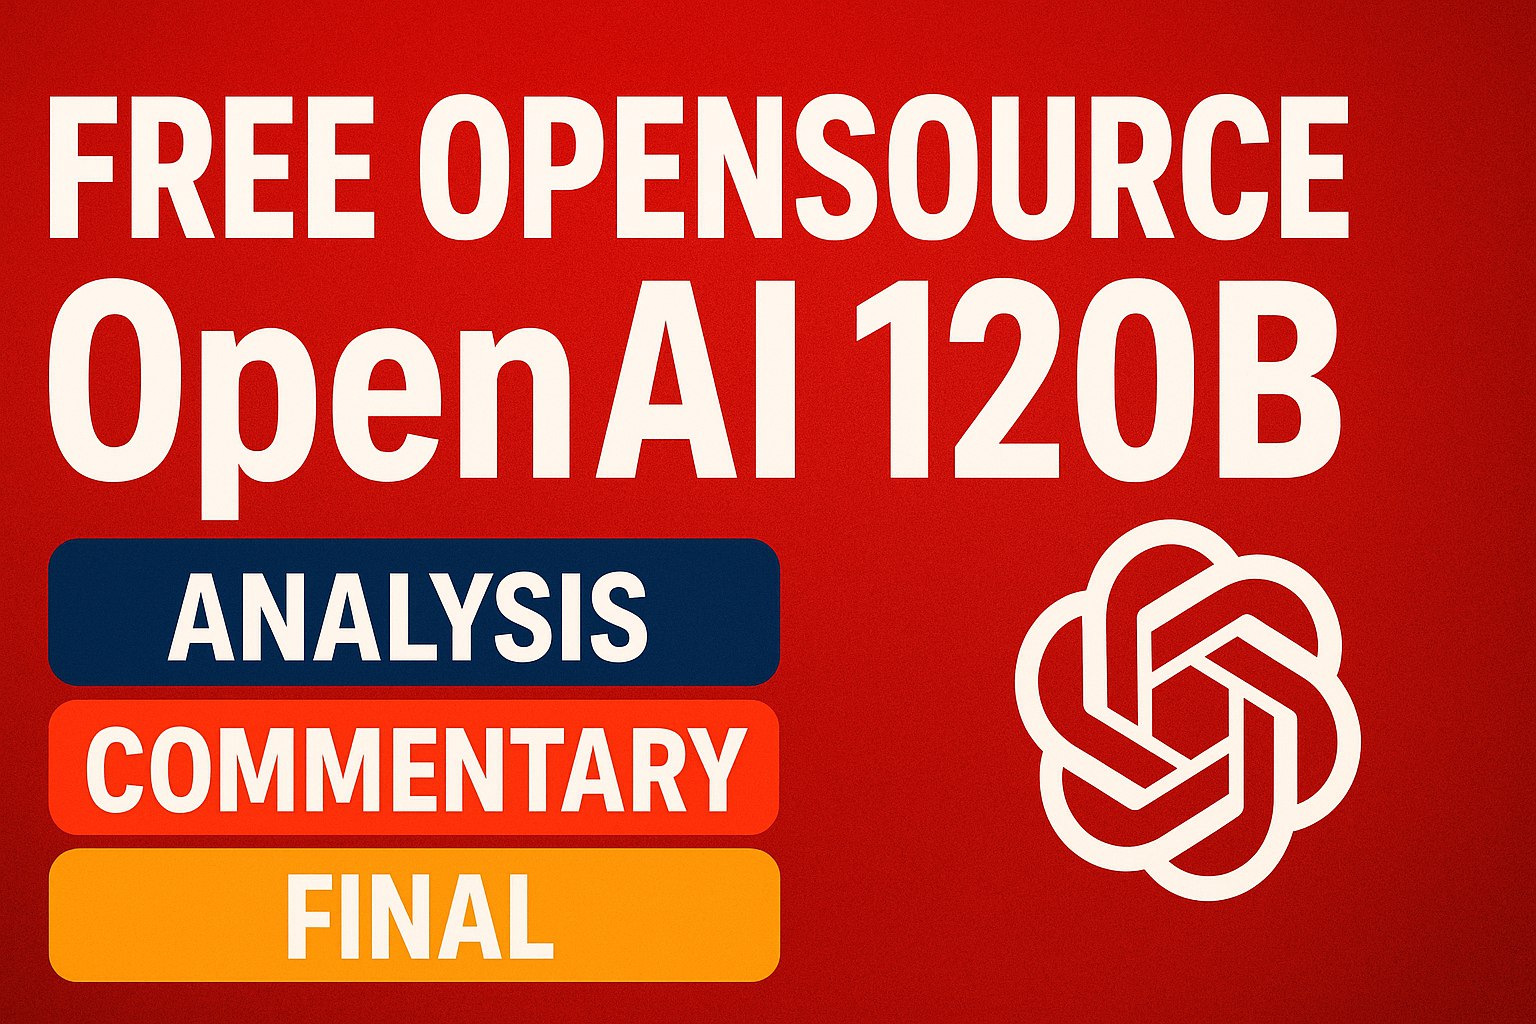 FREE OPENSOURCE
OpenAI 120B
ANALYSIS
COMMENTARY
FINAL